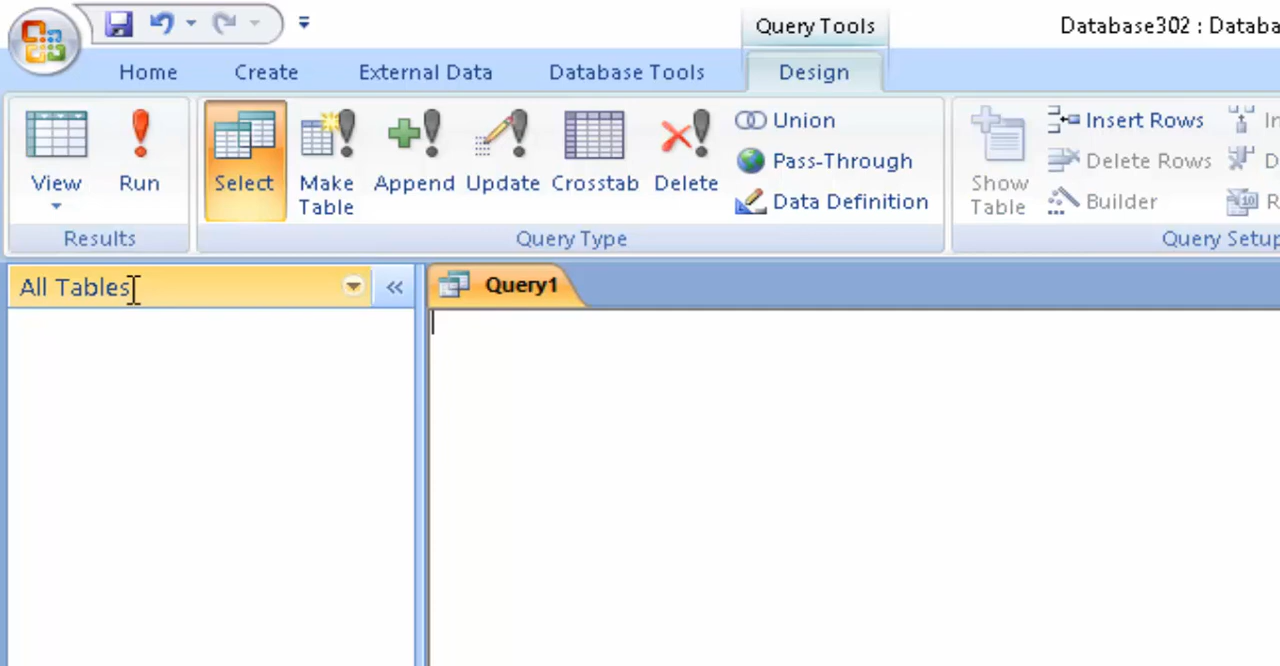 Query Tools
Database302 : Databa
Home Create External Data Database Tools Design
View
Run
Results
Select
Make
Table
Append
Update
Crosstab
Delete
Union
Pass-Through
Data Definition
Query Type
Show
Table
Insert Rows
Delete Rows
Builder
Query Setup
All Tables
Query1